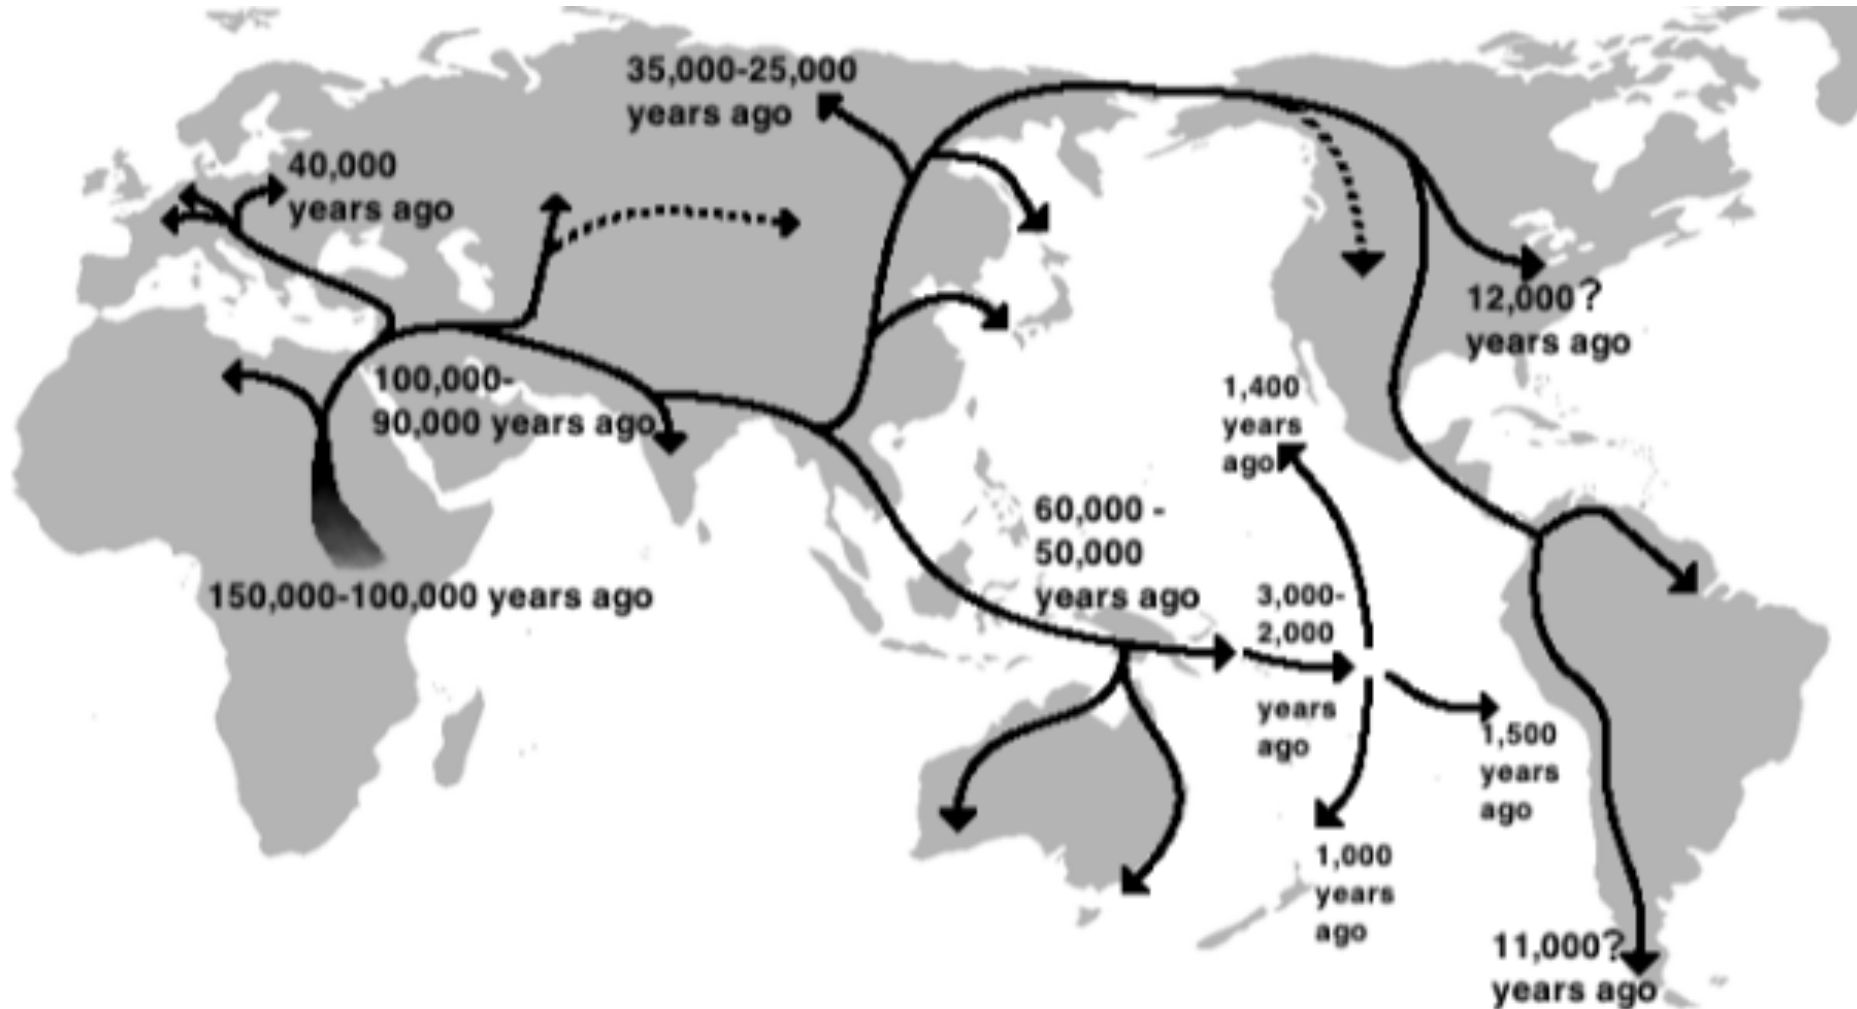 35,000-25,000
years ago
40,000
years ago
100,000-
90,000 years ago
150,000-100,000 years ago
60,000 -
50,000
years ago
12,000?
years ago
1,400
years
ago
3,000-
2,000
years
ago
1,500
years
ago
1,000
years
ago
11,000?
years ago